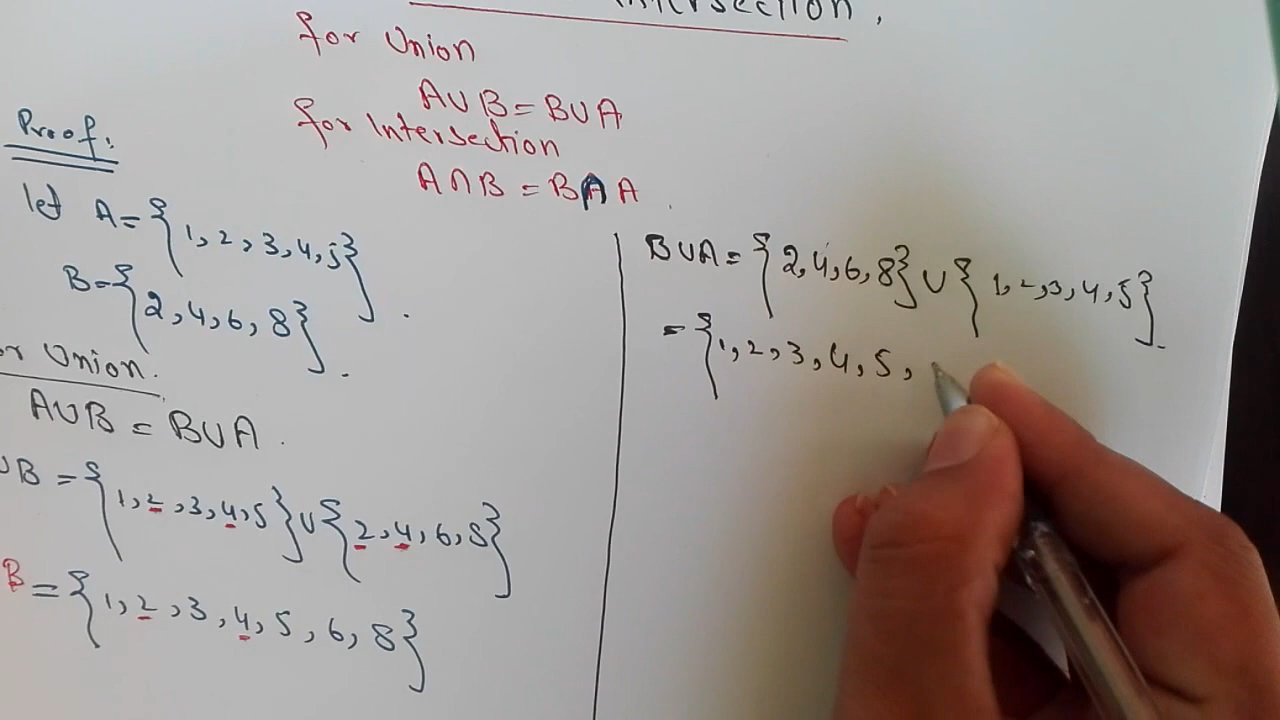 Intersection.
for Union
A∪B = B∪A
for Intersection
A∩B = B∩A.
Proof:
let A = {1, 2, 3, 4, 5}
B = {2, 4, 6, 8}.
or Union.
A∪B = B∪A.
∪B = {1, 2, 3, 4, 5} ∪ {2, 4, 6, 8}
B = {1, 2, 3, 4, 5, 6, 8}
B∪A = {2, 4, 6, 8} ∪ {1, 2, 3, 4, 5}.
= {1, 2, 3, 4, 5,